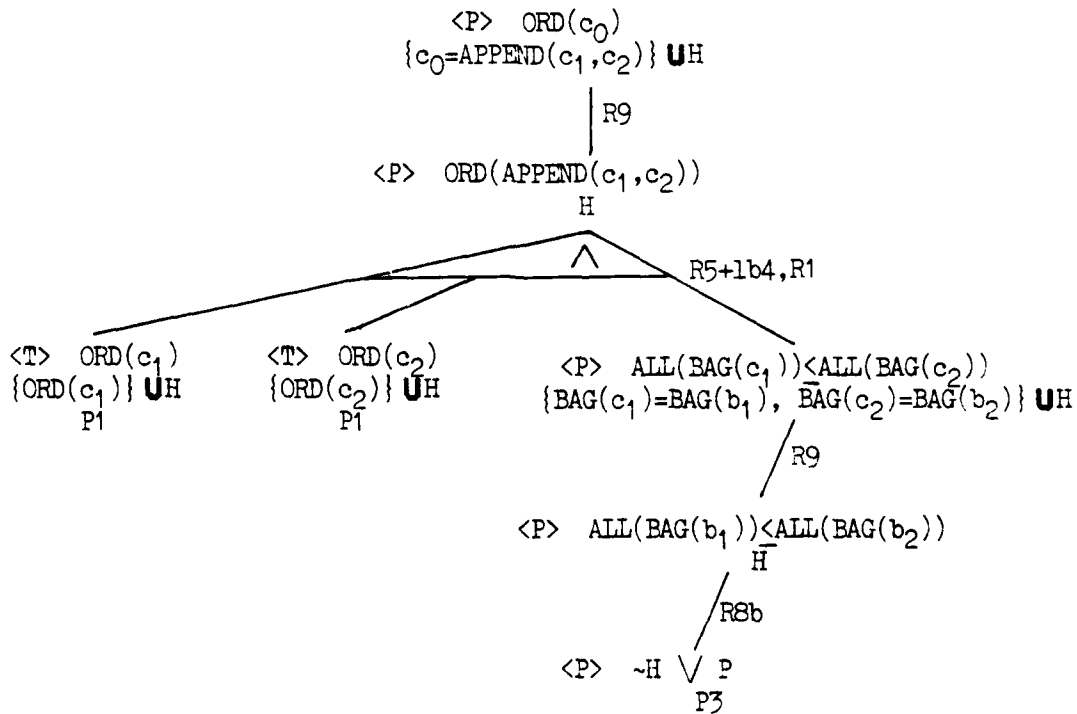 <P> ORD(c₀)
{c₀=APPEND(c₁,c₂)} ∪H
R9
<P> ORD(APPEND(c₁,c₂))
H
∧
R5+lb4,R1
<T> ORD(c₁) <T> ORD(c₂) <P> ALL(BAG(c₁))≤ALL(BAG(c₂))
{ORD(c₁)} ∪H {ORD(c₂)} ∪H {BAG(c₁)=BAG(b₁), BAG(c₂)=BAG(b₂)} ∪H
P1 P1
R9
<P> ALL(BAG(b₁))≤ALL(BAG(b₂))
H
R8b
<P> ~H ∨ P
P3